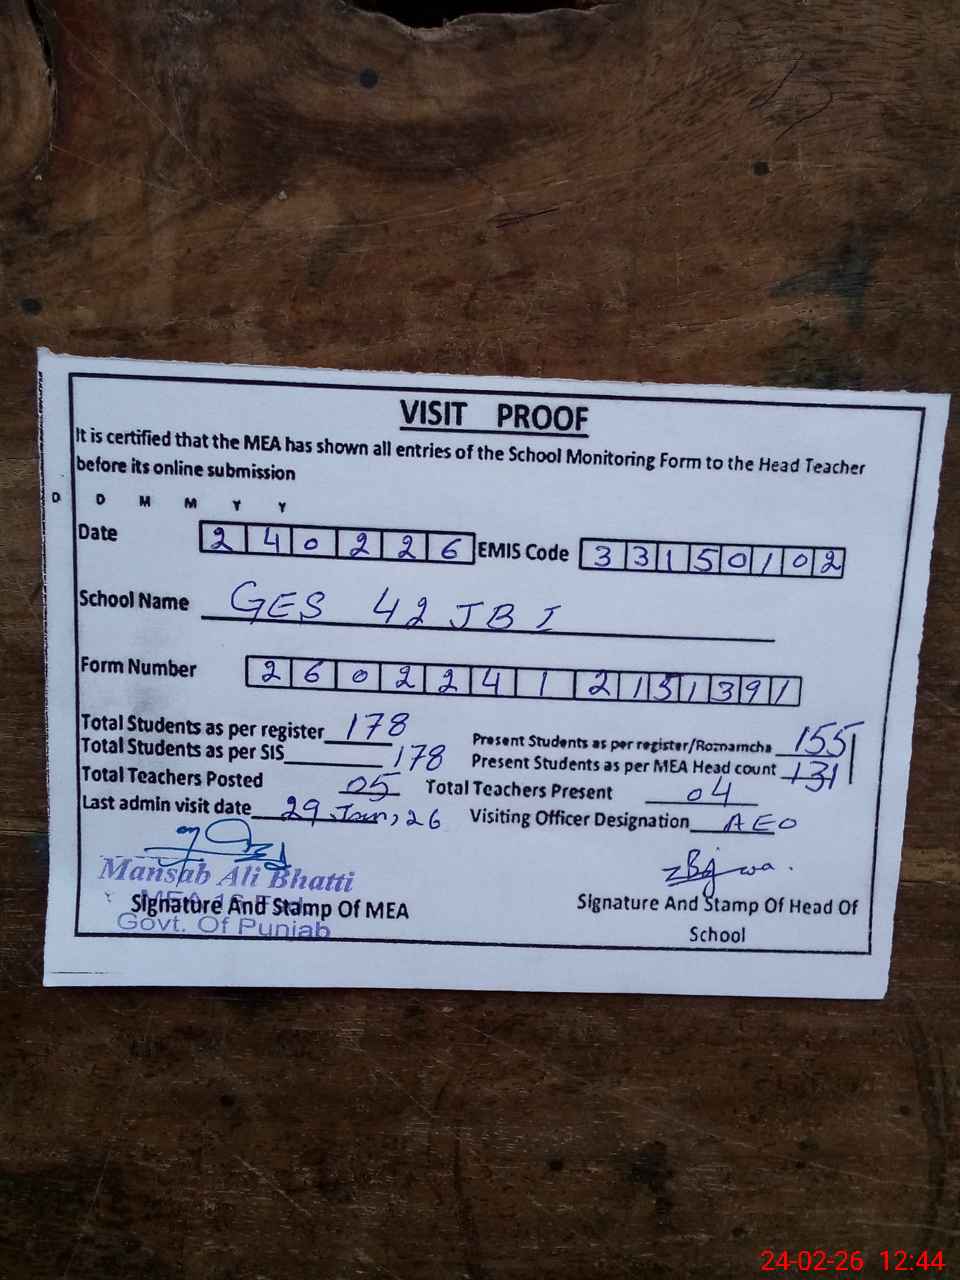 VISIT PROOF
It is certified that the MEA has shown all entries of the School Monitoring Form to the Head Teacher
before its online submission
D D M M Y Y
Date 2 4 0 2 2 6 EMIS Code 3 3 1 5 0 1 0 2
School Name GES 42 JB I
Form Number 2 6 0 2 2 4 1 2 1 5 1 3 9 1
Total Students as per register 178 Present Students as per register/Roznamcha 155
Total Students as per SIS 178 Present Students as per MEA Head count 131
Total Teachers Posted 05 Total Teachers Present 04
Last admin visit date 29 Jan, 26 Visiting Officer Designation AEO
Mansab Ali Bhatti
Signature And Stamp Of MEA Signature And Stamp Of Head Of
Govt. Of Punjab School
24-02-26 12:44